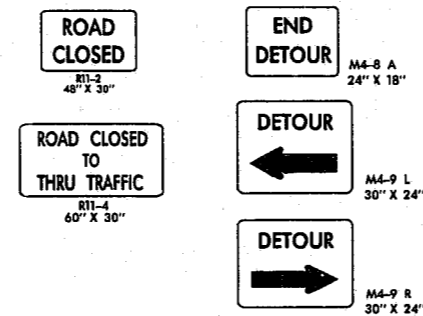 ROAD
CLOSED
R11-2
48" X 30"
ROAD CLOSED
TO
THRU TRAFFIC
R11-4
60" X 30"
END
DETOUR
M4-8 A
24" X 18"
DETOUR
M4-9 L
30" X 24"
DETOUR
M4-9 R
30" X 24"